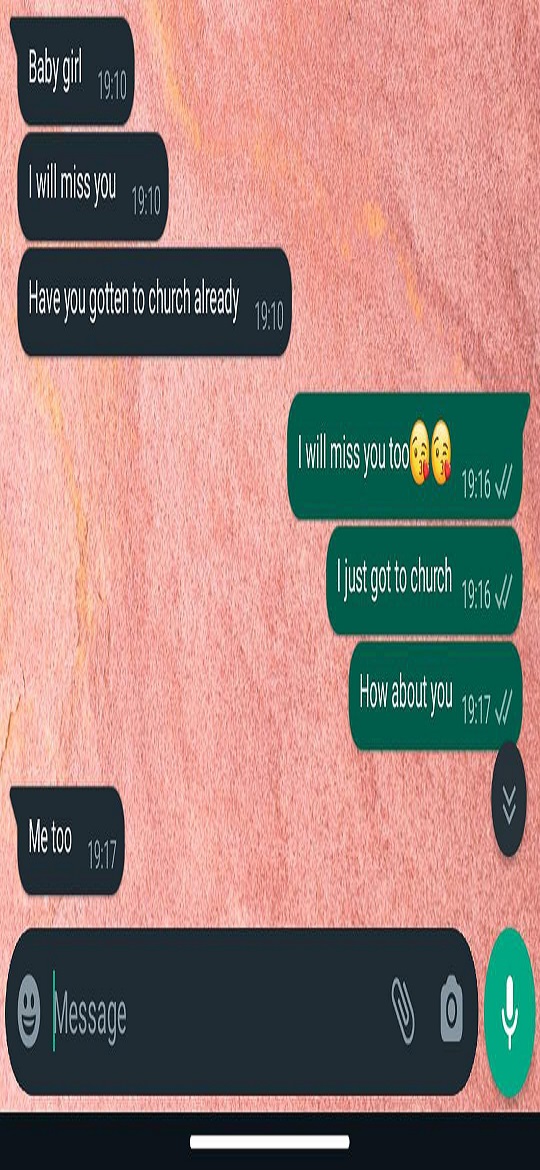 Baby girl 19:10
I will miss you 19:10
Have you gotten to church already 19:10
I will miss you too😘😘 19:16
I just got to church 19:16
How about you 19:17
Me too 19:17
Message